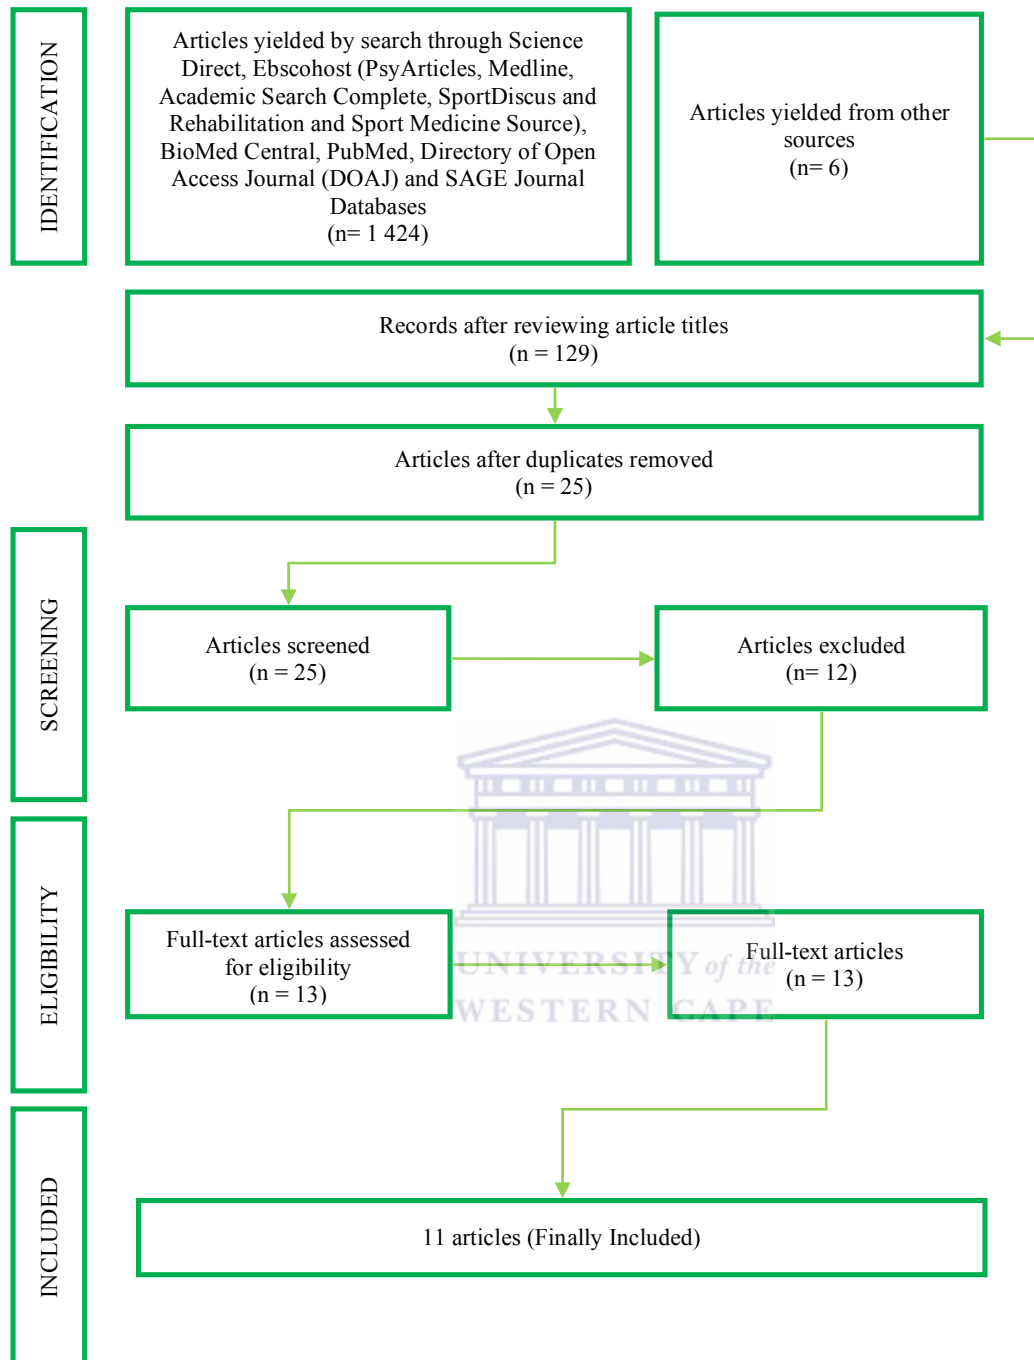 IDENTIFICATION
Articles yielded by search through Science
Direct, Ebscohost (PsyArticles, Medline,
Academic Search Complete, SportDiscus and
Rehabilitation and Sport Medicine Source),
BioMed Central, PubMed, Directory of Open
Access Journal (DOAJ) and SAGE Journal
Databases
(n= 1 424)
Articles yielded from other
sources
(n= 6)
Records after reviewing article titles
(n = 129)
Articles after duplicates removed
(n = 25)
SCREENING
Articles screened
(n = 25)
Articles excluded
(n= 12)
ELIGIBILITY
Full-text articles assessed
for eligibility
(n = 13)
Full-text articles
(n = 13)
UNIVERSITY of the
WESTERN CAPE
INCLUDED
11 articles (Finally Included)